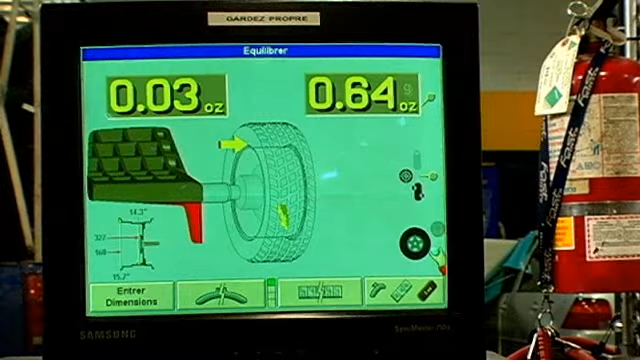 GARDEZ PROPRE
Equilibrer
0.03 oz
0.64 oz
14.3"
327
168
15.7"
Entrer
Dimensions
SAMSUNG